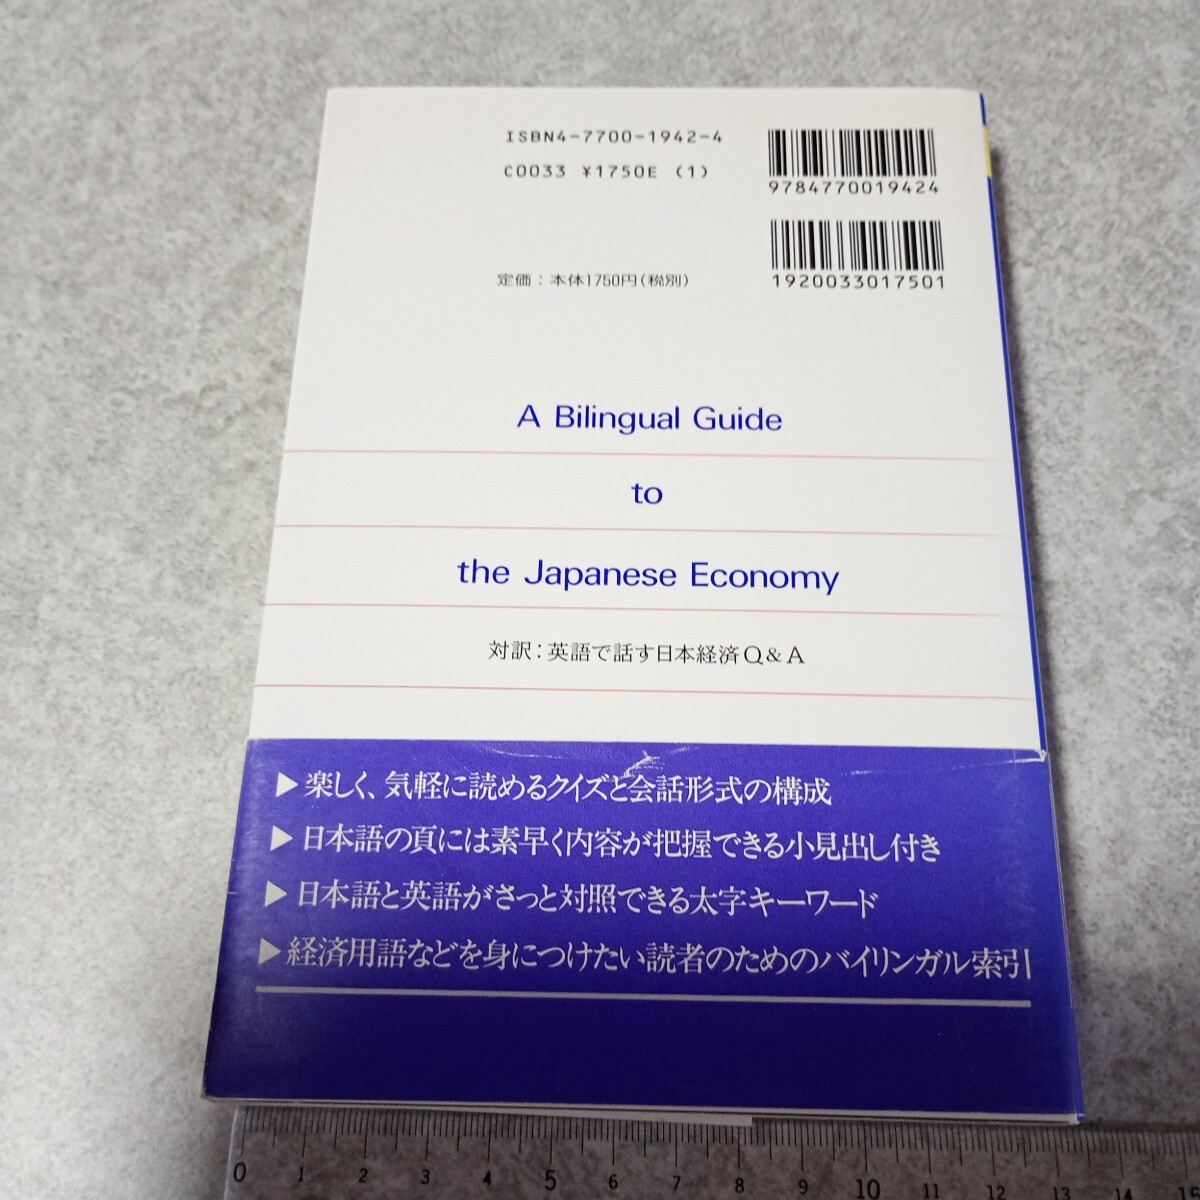 ISBN4-7700-1942-4
C0033 ¥1750E (1)
9784770019424
1920033017501
定価：本体1750円（税別）
A Bilingual Guide
to
the Japanese Economy
対訳：英語で話す日本経済Q&A
▶楽しく、気軽に読めるクイズと会話形式の構成
▶日本語の頁には素早く内容が把握できる小見出し付き
▶日本語と英語がさっと対照できる太字キーワード
▶経済用語などを身につけたい読者のためのバイリンガル索引
0 1 2 3 4 5 6 7 8 9 10 11 12 13 14 15